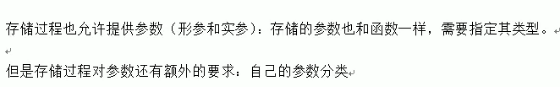 存储过程也允许提供参数（形参和实参）：存储的参数也和函数一样，需要指定其类型。
但是存储过程对参数还有额外的要求：自己的参数分类